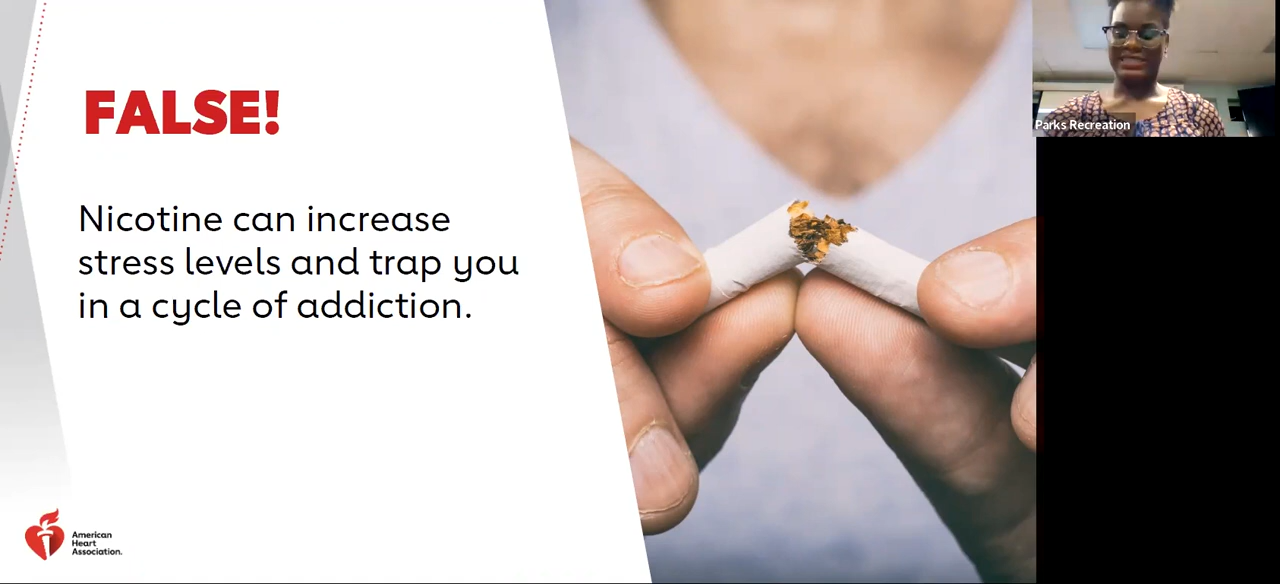 FALSE!
Nicotine can increase
stress levels and trap you
in a cycle of addiction.
American
Heart
Association.
Parks Recreation